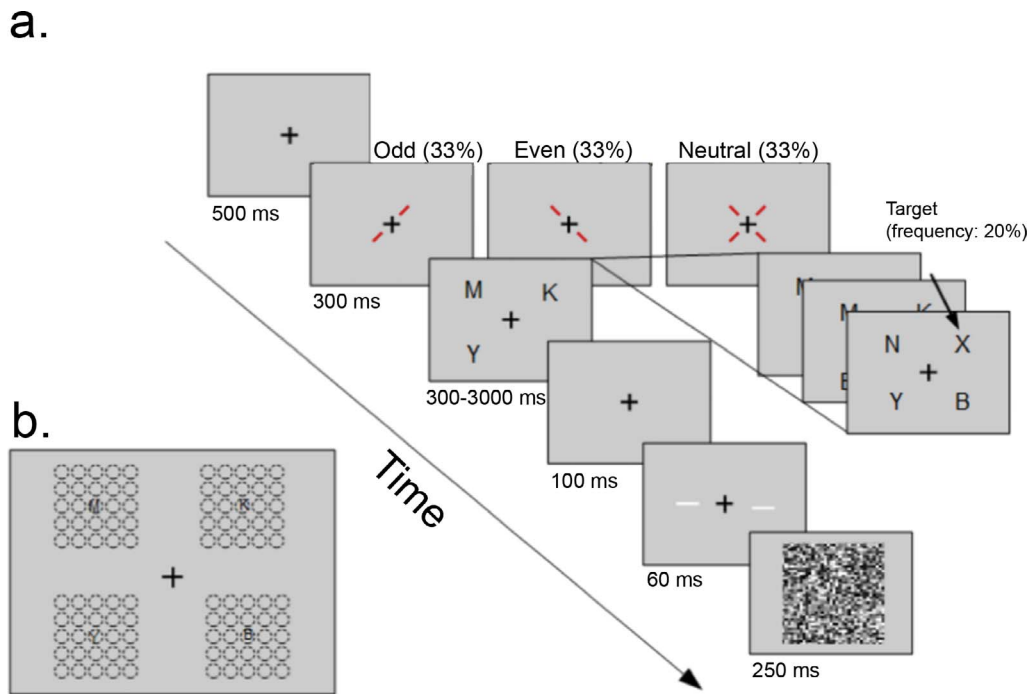 a.
Odd (33%) Even (33%) Neutral (33%)
500 ms
Target
(frequency: 20%)
300 ms
M K
Y
M
M K
B
N X
Y B
300-3000 ms
100 ms
60 ms
250 ms
Time
b.
M K
Y B